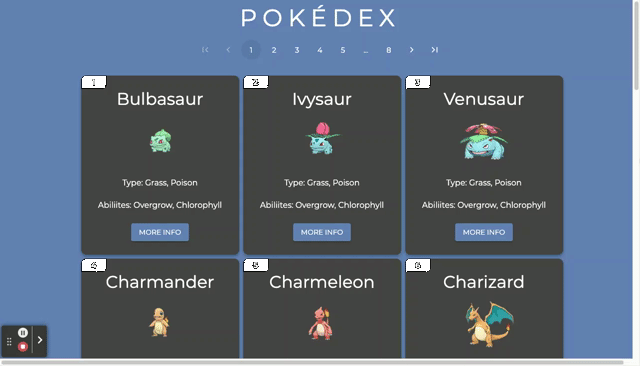 POKÉDEX
1 2 3 4 5 ... 8
1 2 3
Bulbasaur Ivysaur Venusaur
Type: Grass, Poison Type: Grass, Poison Type: Grass, Poison
Abiliites: Overgrow, Chlorophyll Abiliites: Overgrow, Chlorophyll Abiliites: Overgrow, Chlorophyll
MORE INFO MORE INFO MORE INFO
4 5 6
Charmander Charmeleon Charizard